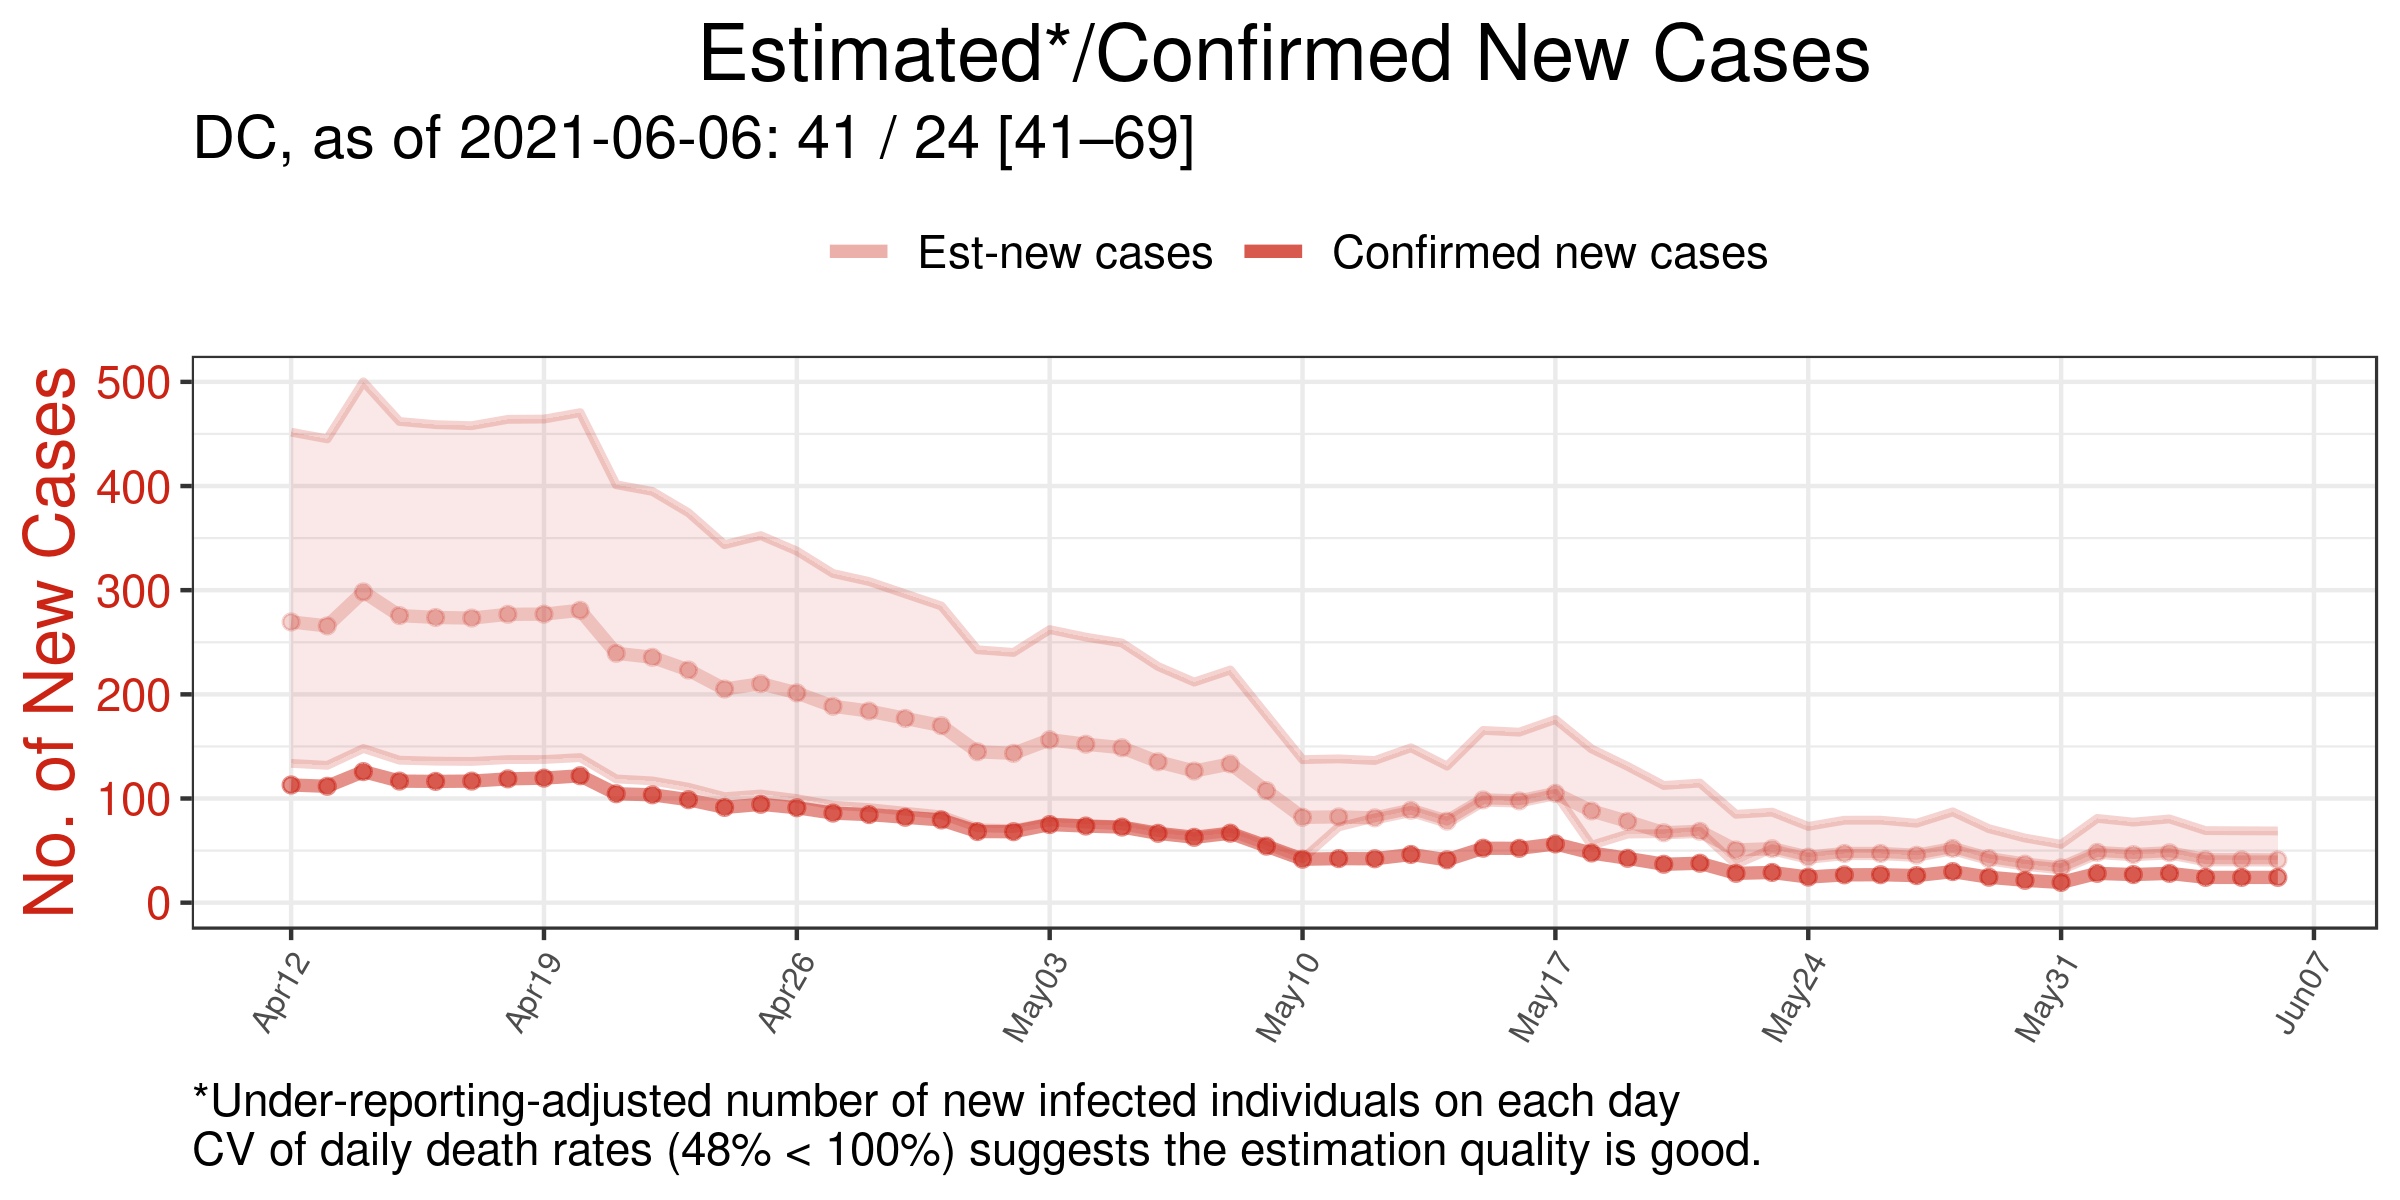 Estimated*/Confirmed New Cases
DC, as of 2021-06-06: 41 / 24 [41–69]
Est-new cases
Confirmed new cases
No. of New Cases
500
400
300
200
100
0
Apr12
Apr19
Apr26
May03
May10
May17
May24
May31
Jun07
*Under-reporting-adjusted number of new infected individuals on each day
CV of daily death rates (48% < 100%) suggests the estimation quality is good.